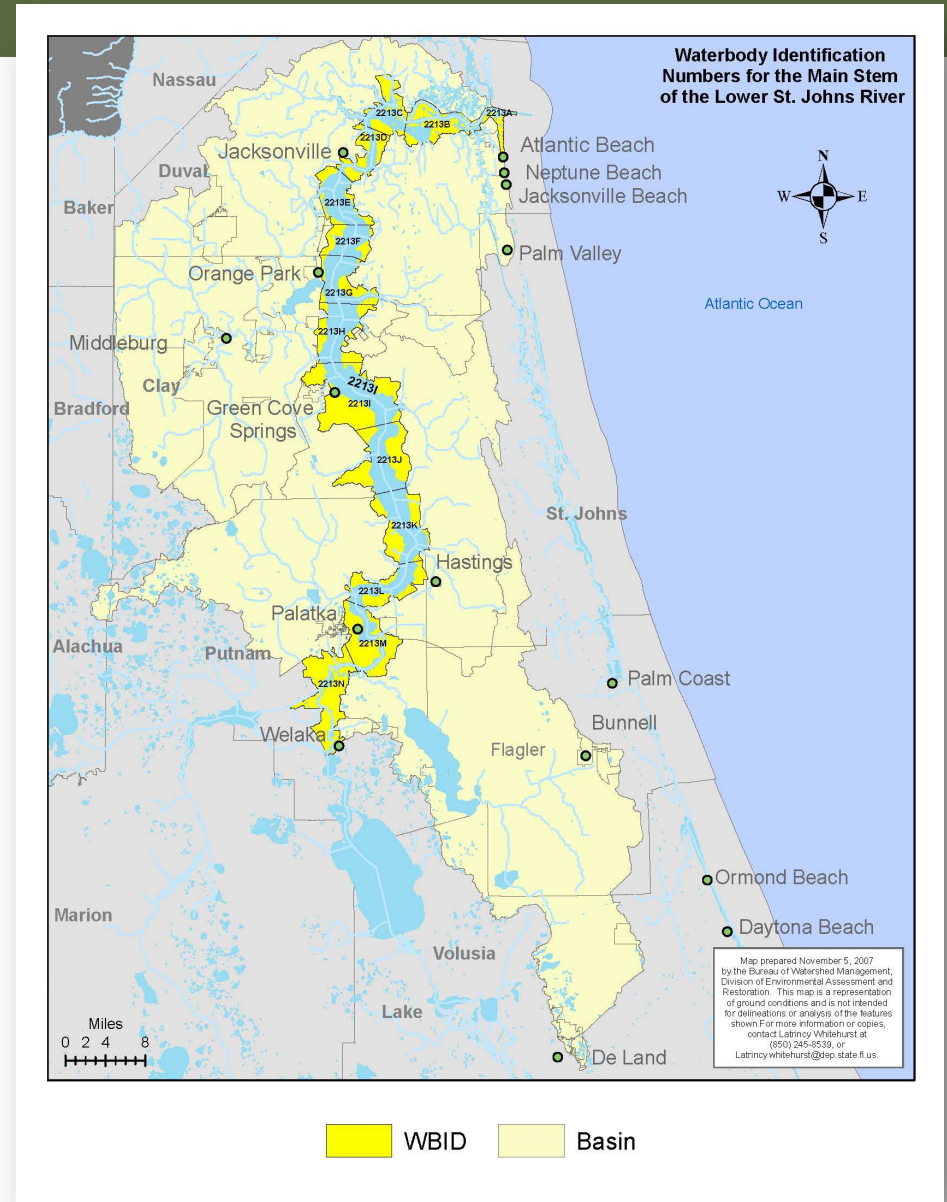 Waterbody Identification
Numbers for the Main Stem
of the Lower St. Johns River
Nassau
2213C
2213A
2213B
2213D
Jacksonville
Atlantic Beach
Neptune Beach
Jacksonville Beach
N
W
E
S
Duval
Baker
2213E
2213F
Palm Valley
Orange Park
2213G
Atlantic Ocean
2213H
Middleburg
Clay
2213I
2213I
Bradford
Green Cove
Springs
2213J
St. Johns
2213K
Hastings
2213L
Palatka
2213M
Alachua
Putnam
2213N
Palm Coast
Welaka
Bunnell
Flagler
Ormond Beach
Marion
Daytona Beach
Volusia
Lake
Map prepared November 5, 2007
by the Bureau of Watershed Management,
Division of Environmental Assessment and
Restoration. This map is a representation
of ground conditions and is not intended
for delineations or analysis of the features
shown.For more information or copies,
contact Latrincy Whitehurst at
(850) 245-8539, or
Latrincy.whitehurst@dep.state.fl.us.
Miles
0 2 4 8
De Land
WBID
Basin